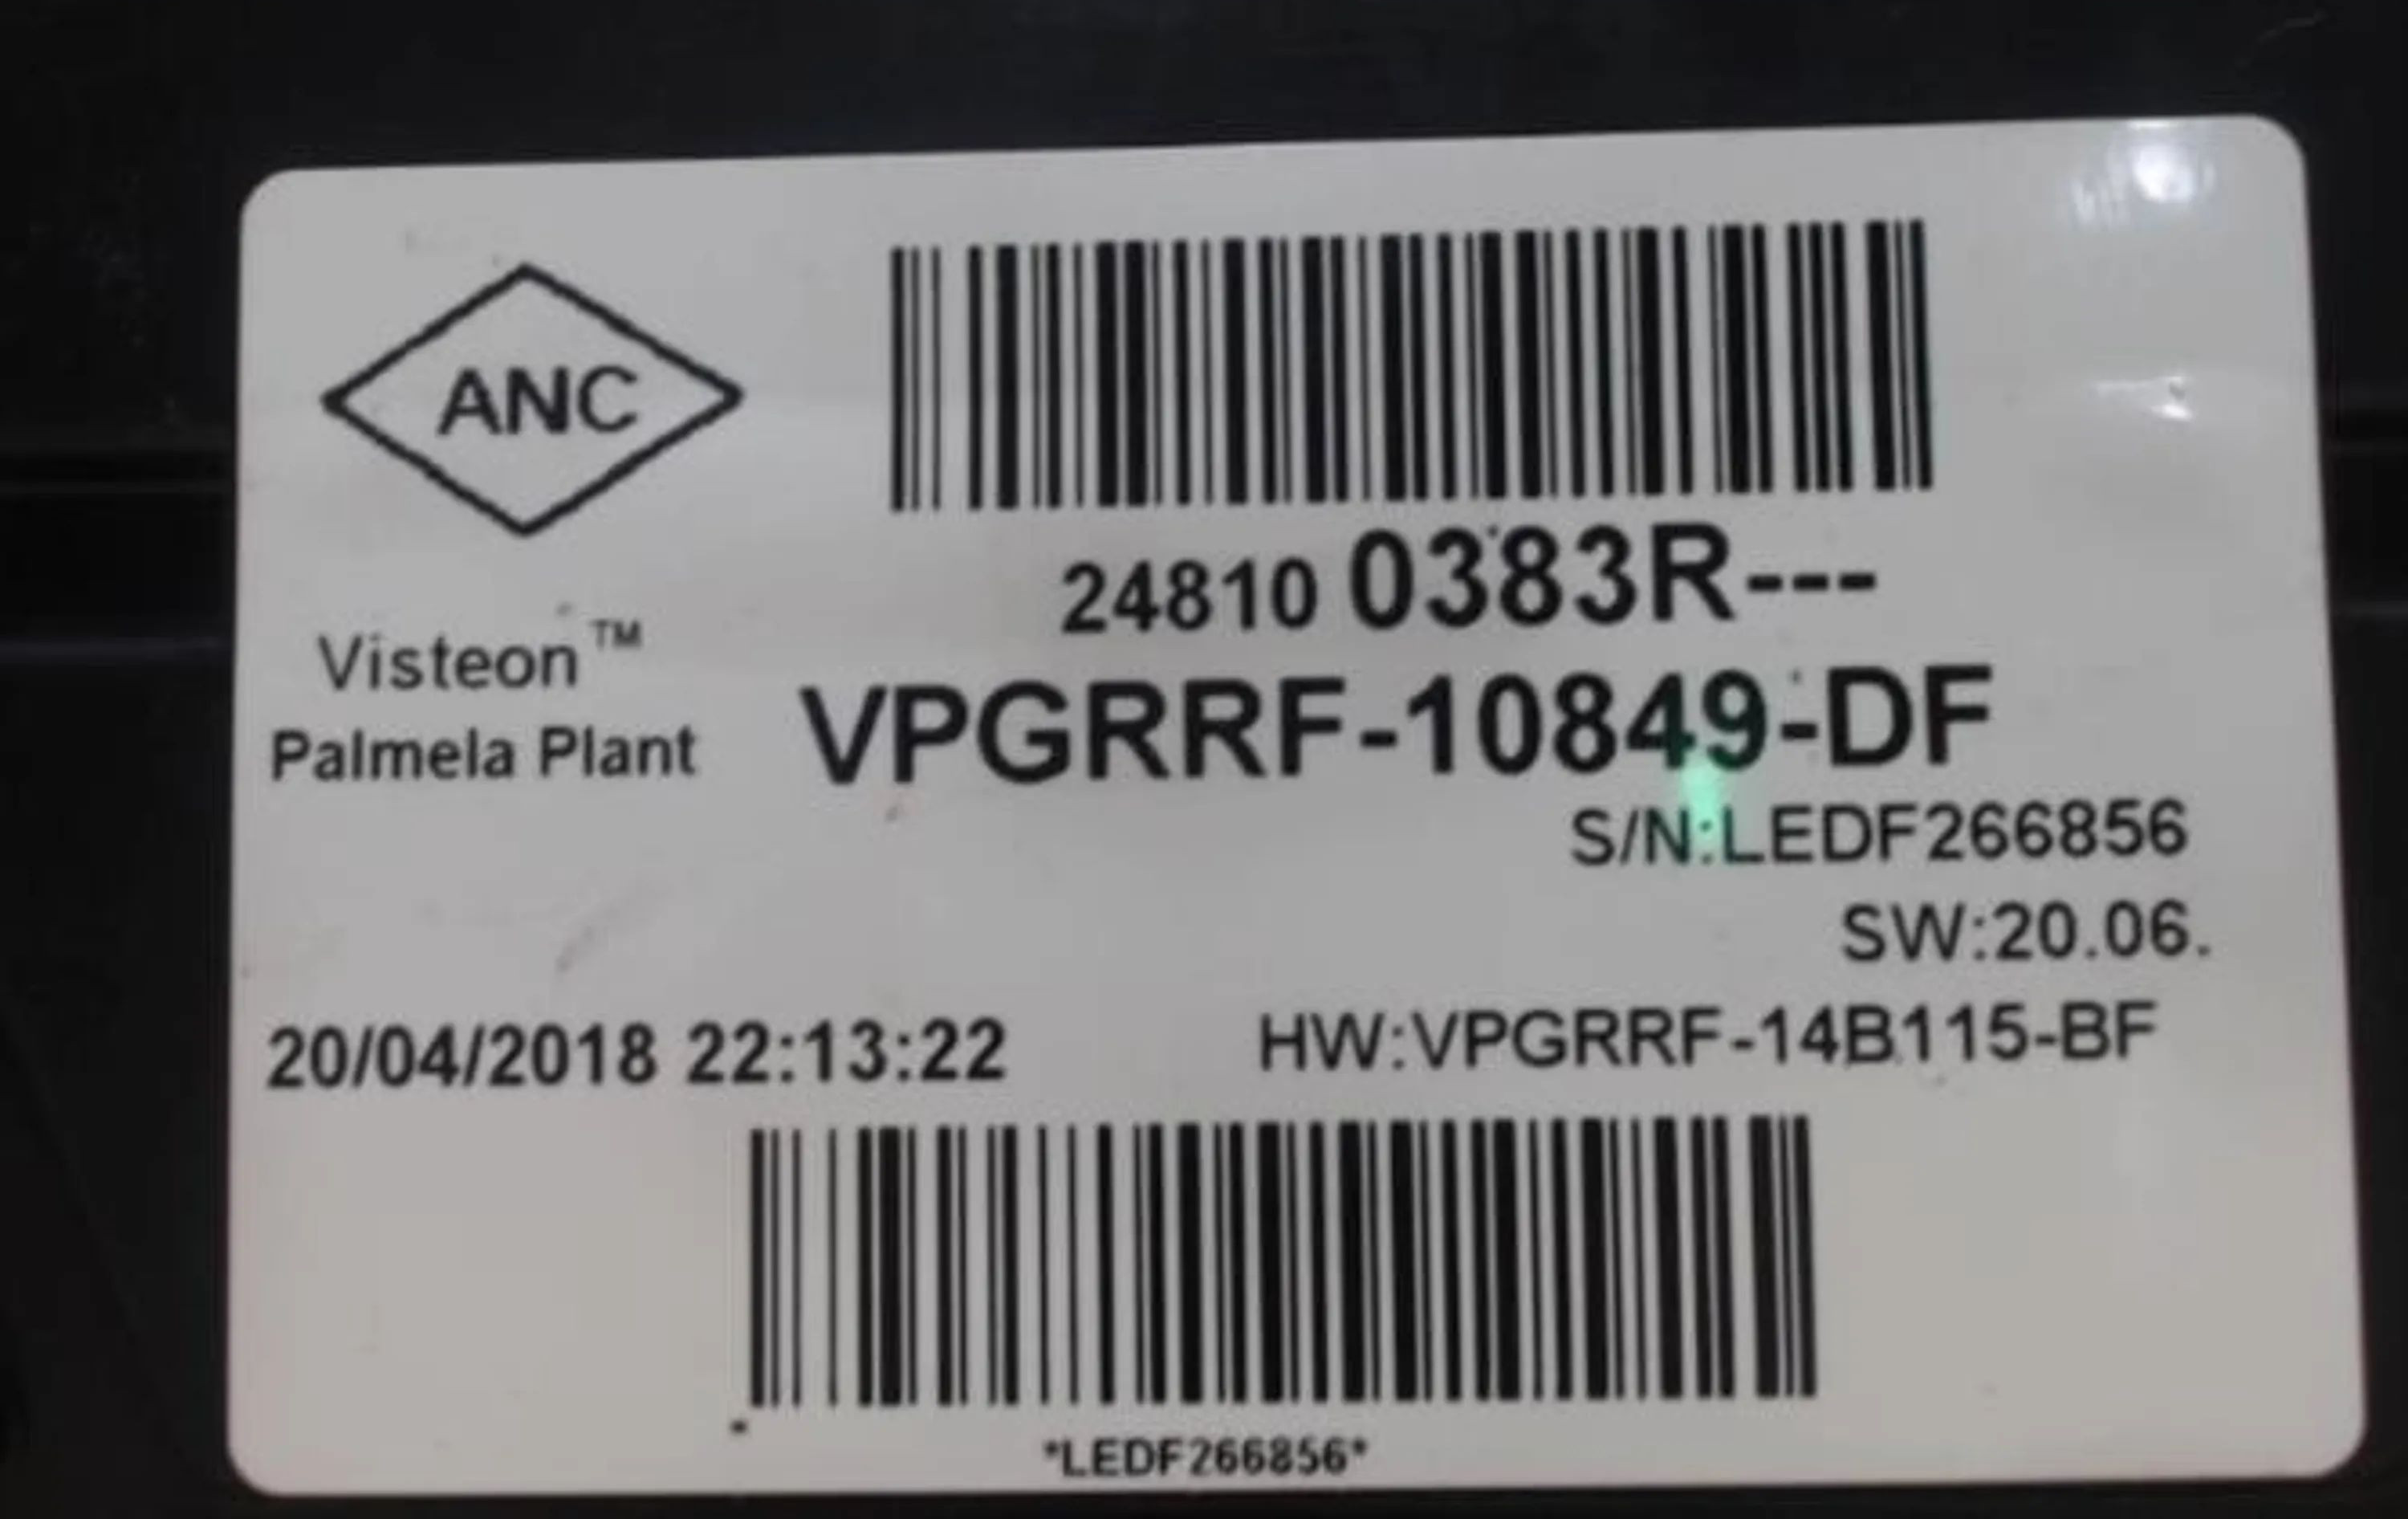 ANC
24810 0383R---
Visteon™
Palmela Plant
VPGRRF-10849-DF
S/N:LEDF266856
SW:20.06.
20/04/2018 22:13:22
HW:VPGRRF-14B115-BF
*LEDF266856*